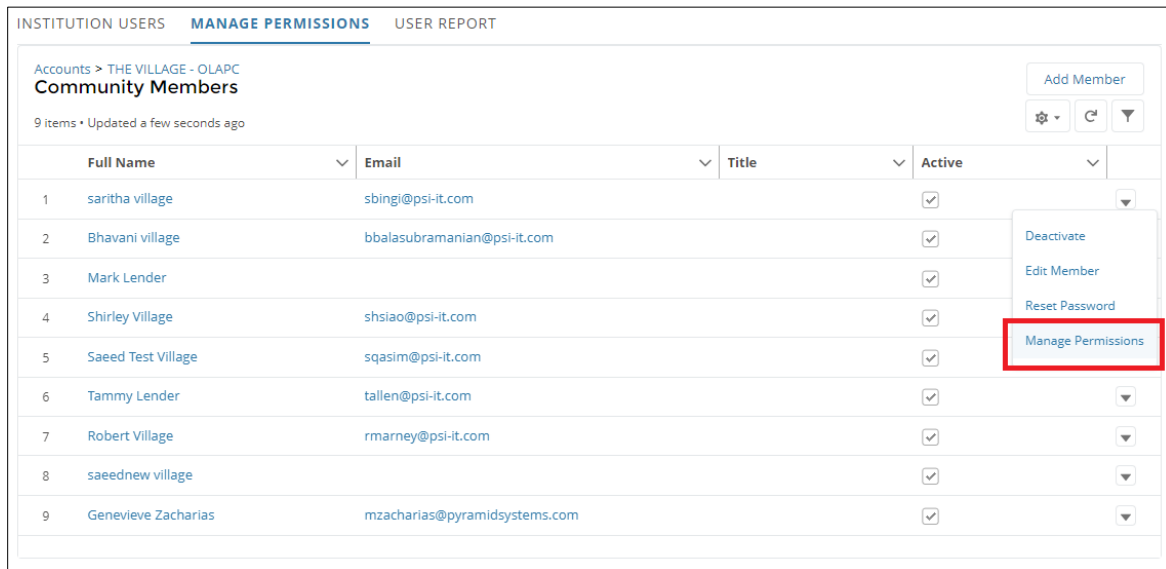 INSTITUTION USERS MANAGE PERMISSIONS USER REPORT
Accounts > THE VILLAGE - OLAPC
Community Members
Add Member
9 items • Updated a few seconds ago
Full Name Email Title Active
1 saritha village sbingi@psi-it.com
2 Bhavani village bbalasubramanian@psi-it.com
3 Mark Lender
4 Shirley Village shsiao@psi-it.com
5 Saeed Test Village sqasim@psi-it.com
6 Tammy Lender tallen@psi-it.com
7 Robert Village rmarney@psi-it.com
8 saeednew village
9 Genevieve Zacharias mzacharias@pyramidsystems.com
Deactivate
Edit Member
Reset Password
Manage Permissions